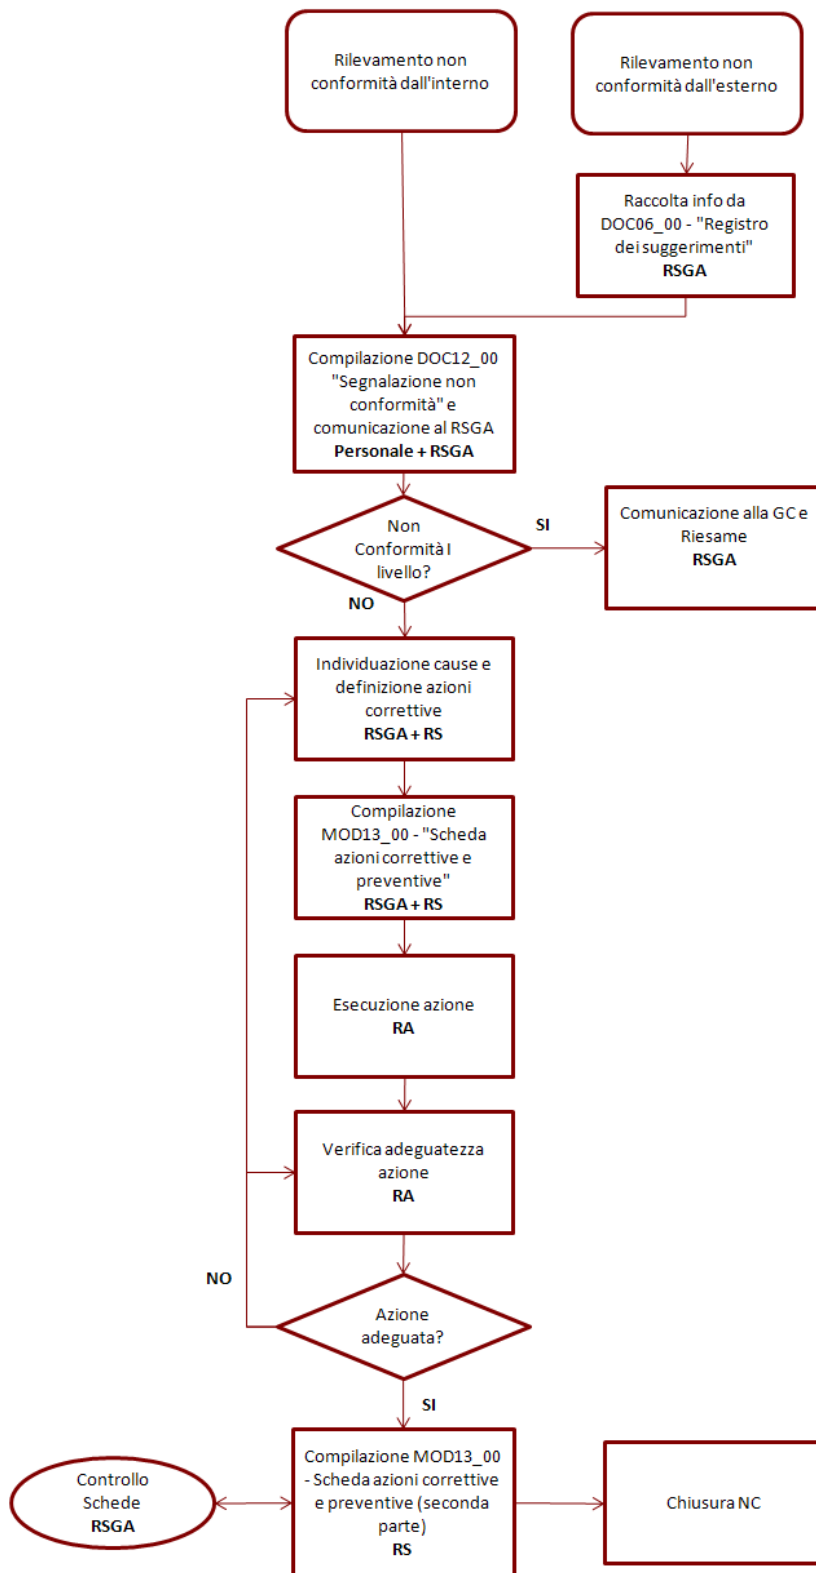 Rilevamento non
conformità dall'interno
Rilevamento non
conformità dall'esterno
Raccolta info da
DOC06_00 - "Registro
dei suggerimenti"
RSGA
Compilazione DOC12_00
"Segnalazione non
conformità" e
comunicazione al RSGA
Personale + RSGA
Non
Conformità I
livello?
SI
Comunicazione alla GC e
Riesame
RSGA
NO
Individuazione cause e
definizione azioni
correttive
RSGA + RS
Compilazione
MOD13_00 - "Scheda
azioni correttive e
preventive"
RSGA + RS
Esecuzione azione
RA
Verifica adeguatezza
azione
RA
NO
Azione
adeguata?
SI
Controllo
Schede
RSGA
Compilazione MOD13_00
- Scheda azioni correttive
e preventive (seconda
parte)
RS
Chiusura NC